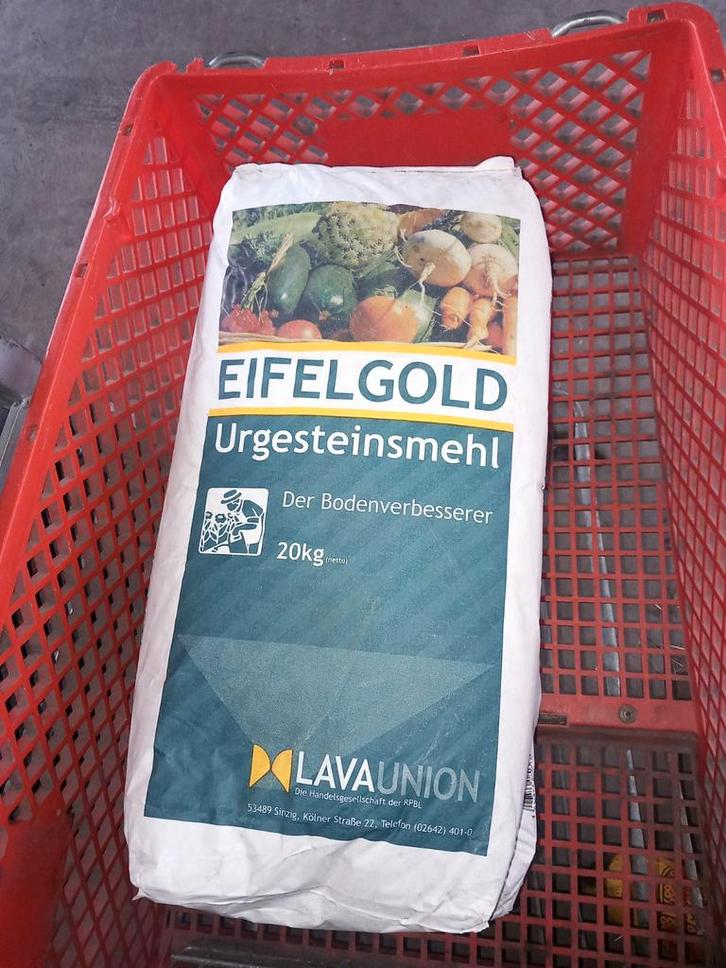 EIFELGOLD
Urgesteinsmehl
Der Bodenverbesserer
20kg (netto)
LAVAUNION
Die Handelsgesellschaft der RPBL
53489 Sinzig, Kölner Straße 22, Telefon (02642) 401-0